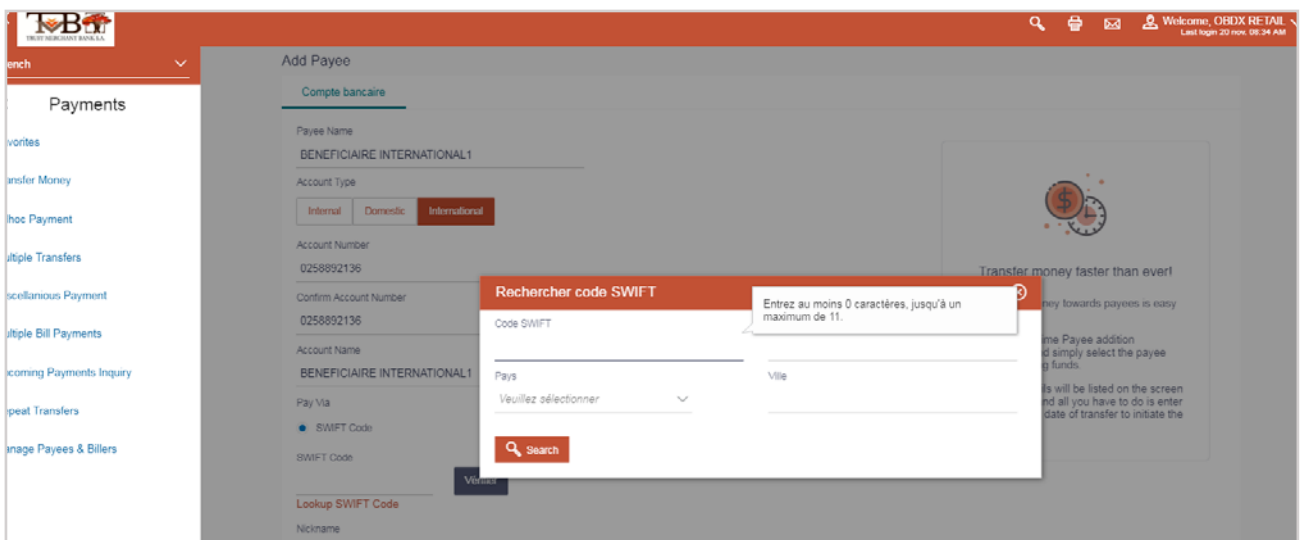 TMB
TRUST MERCHANT BANK S.A.
Welcome, OBDX RETAIL
Last login 20 nov. 08:34 AM
ench
Payments
vorites
ansfer Money
lhoc Payment
ultiple Transfers
scellanious Payment
ultiple Bill Payments
coming Payments Inquiry
peat Transfers
anage Payees & Billers
Add Payee
Compte bancaire
Payee Name
BENEFICIAIRE INTERNATIONAL1
Account Type
Internal Domestic International
Account Number
0258892136
Confirm Account Number
0258892136
Account Name
BENEFICIAIRE INTERNATIONAL1
Pay Via
SWIFT Code
SWIFT Code
Vérifier
Lookup SWIFT Code
Nickname
Rechercher code SWIFT
Entrez au moins 0 caractères, jusqu'à un
maximum de 11.
Code SWIFT
Pays
Ville
Veuillez sélectionner
Search
Transfer money faster than ever!
ney towards payees is easy
ime Payee addition
d simply select the payee
g funds
ls will be listed on the screen
nd all you have to do is enter
date of transfer to initiate the